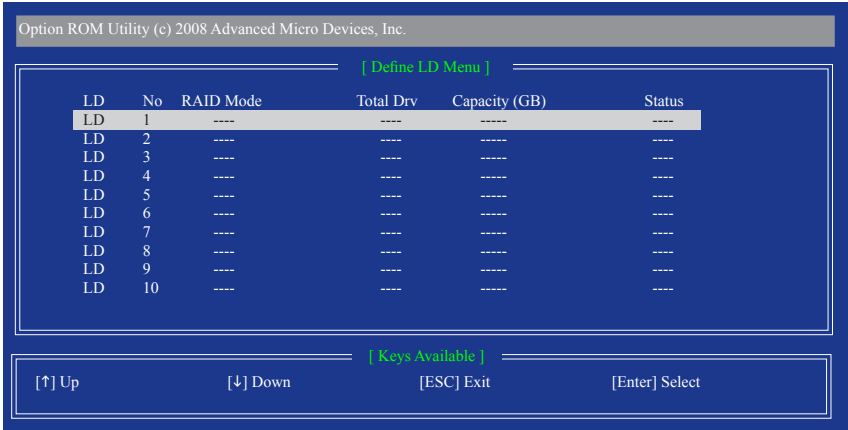 Option ROM Utility (c) 2008 Advanced Micro Devices, Inc.
[ Define LD Menu ]
LD No RAID Mode Total Drv Capacity (GB) Status
LD 1 ---- ---- ----- ----
LD 2 ---- ---- ----- ----
LD 3 ---- ---- ----- ----
LD 4 ---- ---- ----- ----
LD 5 ---- ---- ----- ----
LD 6 ---- ---- ----- ----
LD 7 ---- ---- ----- ----
LD 8 ---- ---- ----- ----
LD 9 ---- ---- ----- ----
LD 10 ---- ---- ----- ----
[ Keys Available ]
[↑] Up [↓] Down [ESC] Exit [Enter] Select